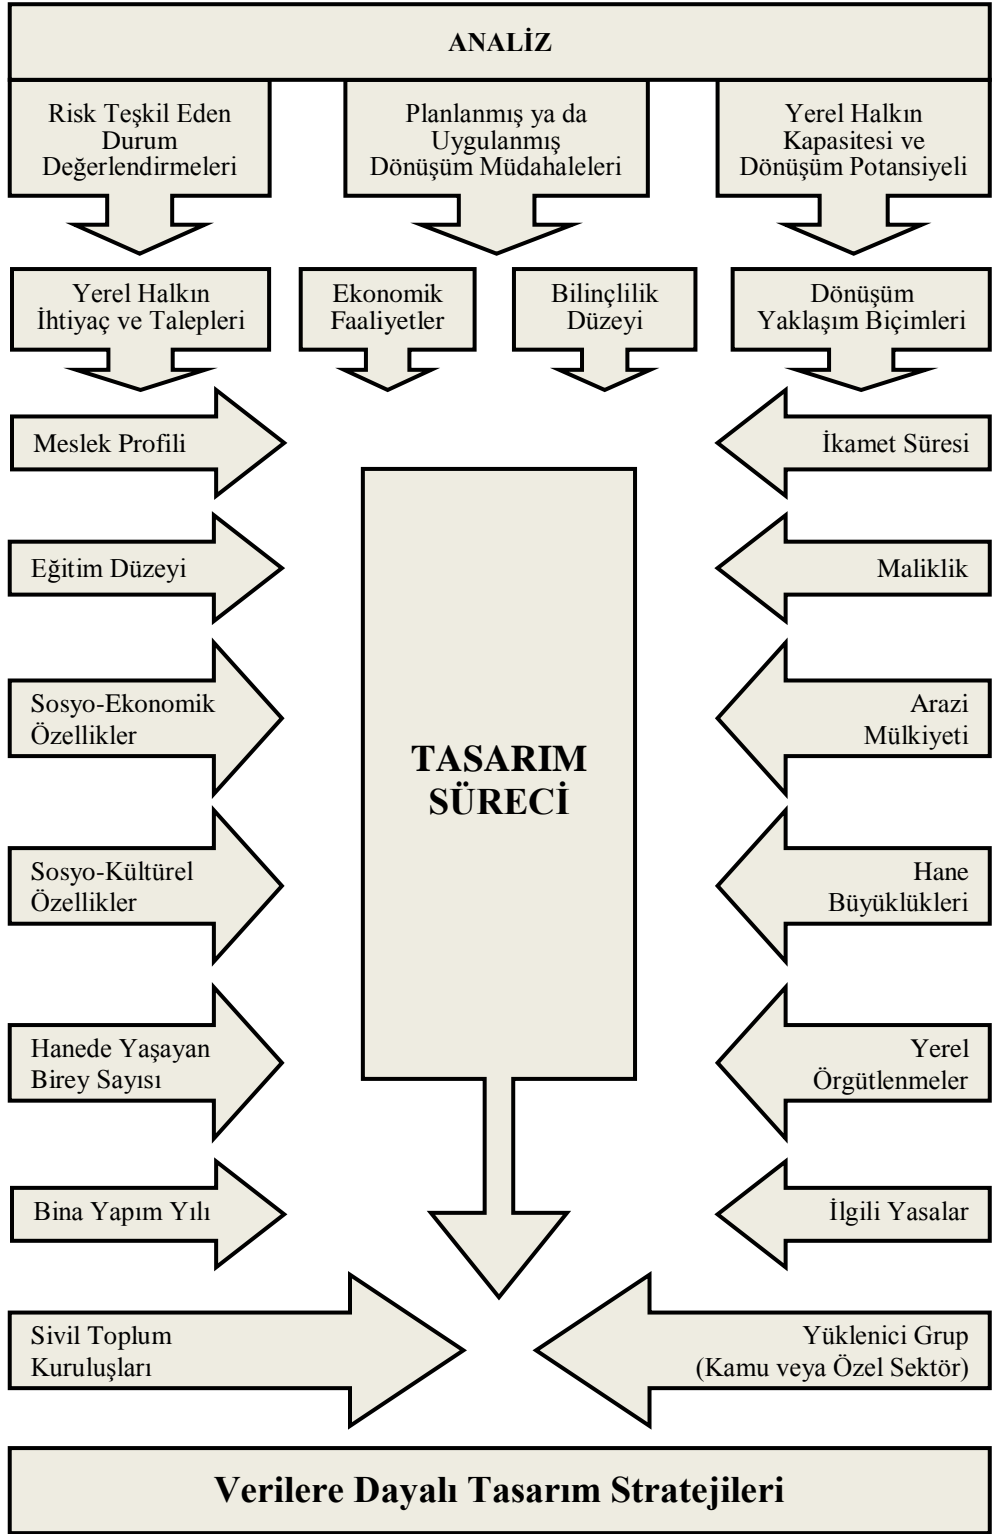 ANALİZ
Risk Teşkil Eden
Durum
Değerlendirmeleri
Planlanmış ya da
Uygulanmış
Dönüşüm Müdahaleleri
Yerel Halkın
Kapasitesi ve
Dönüşüm Potansiyeli
Yerel Halkın
İhtiyaç ve Talepleri
Ekonomik
Faaliyetler
Bilinçlilik
Düzeyi
Dönüşüm
Yaklaşım Biçimleri
Meslek Profili
İkamet Süresi
Eğitim Düzeyi
Maliklik
Sosyo-Ekonomik
Özellikler
Arazi
Mülkiyeti
TASARIM
SÜRECİ
Sosyo-Kültürel
Özellikler
Hane
Büyüklükleri
Hanede Yaşayan
Birey Sayısı
Yerel
Örgütlenmeler
Bina Yapım Yılı
İlgili Yasalar
Sivil Toplum
Kuruluşları
Yüklenici Grup
(Kamu veya Özel Sektör)
Verilere Dayalı Tasarım Stratejileri